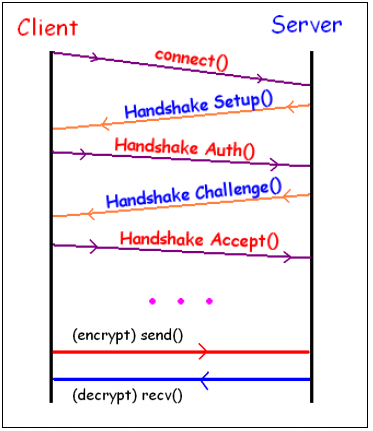 Client
Server
connect()
Handshake Setup()
Handshake Auth()
Handshake Challenge()
Handshake Accept()
(encrypt) send()
(decrypt) recv()